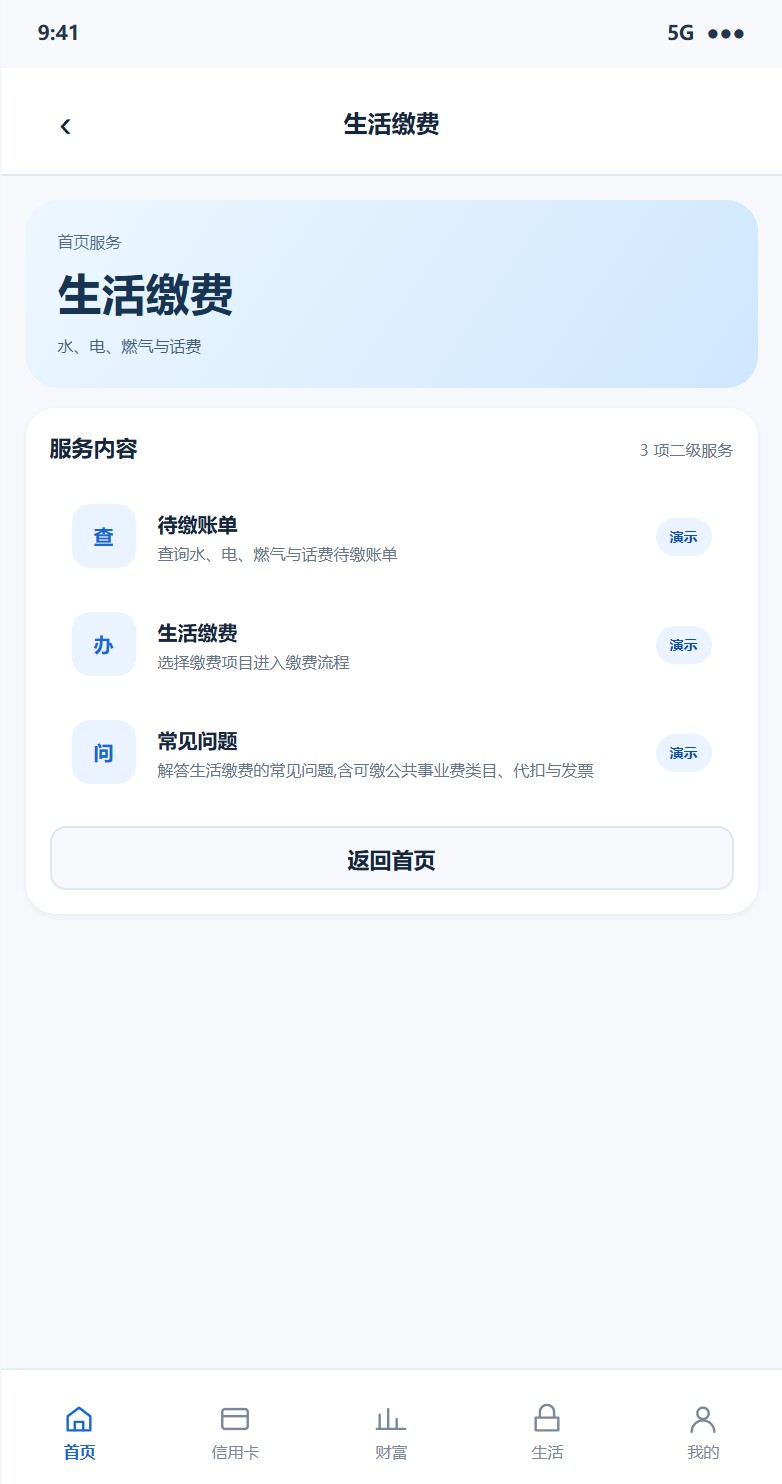 9:41 5G
‹ 生活缴费
首页服务
生活缴费
水、电、燃气与话费
服务内容 3 项二级服务
查 待缴账单 演示
查询水、电、燃气与话费待缴账单
办 生活缴费 演示
选择缴费项目进入缴费流程
问 常见问题 演示
解答生活缴费的常见问题,含可缴公共事业费类目、代扣与发票
返回首页
首页 信用卡 财富 生活 我的